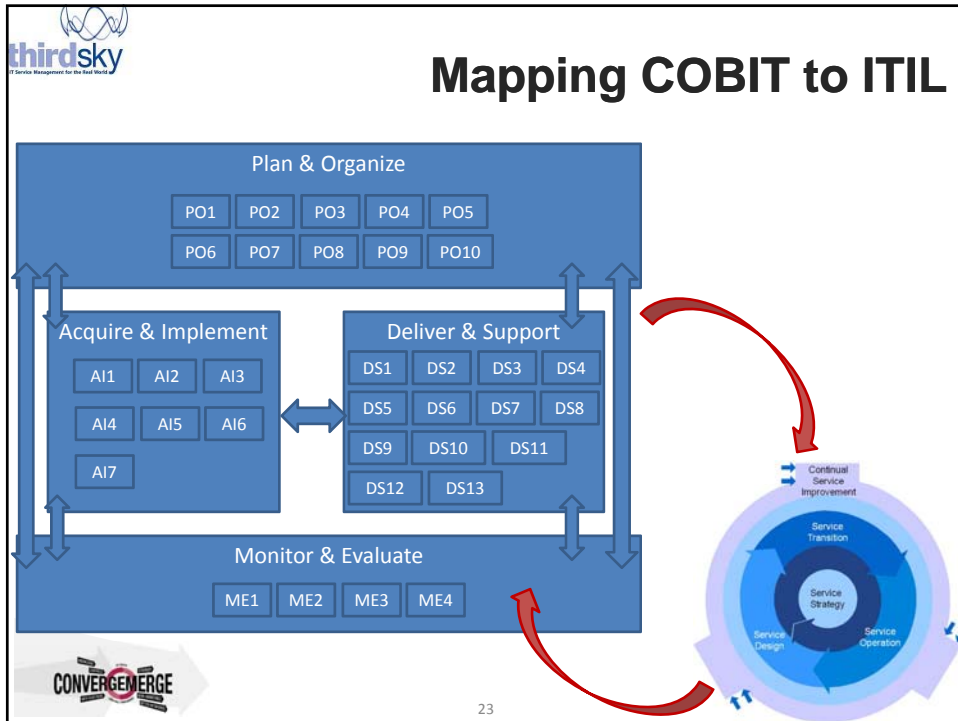 thirdsky
IT Service Management for the Real World
Mapping COBIT to ITIL
Plan & Organize
PO1 PO2 PO3 PO4 PO5
PO6 PO7 PO8 PO9 PO10
Acquire & Implement
AI1 AI2 AI3
AI4 AI5 AI6
AI7
Deliver & Support
DS1 DS2 DS3 DS4
DS5 DS6 DS7 DS8
DS9 DS10 DS11
DS12 DS13
Monitor & Evaluate
ME1 ME2 ME3 ME4
Continual
Service
Improvement
Service
Transition
Service
Strategy
Service
Design
Service
Operation
CONVERGEMERGE
23